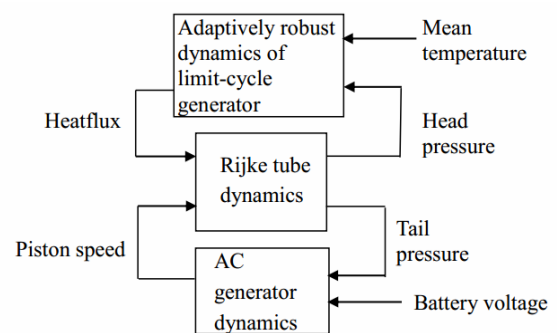 Adaptively robust
dynamics of
limit-cycle
generator
Mean
temperature
Heatflux
Head
pressure
Rijke tube
dynamics
Piston speed
Tail
pressure
AC
generator
dynamics
Battery voltage